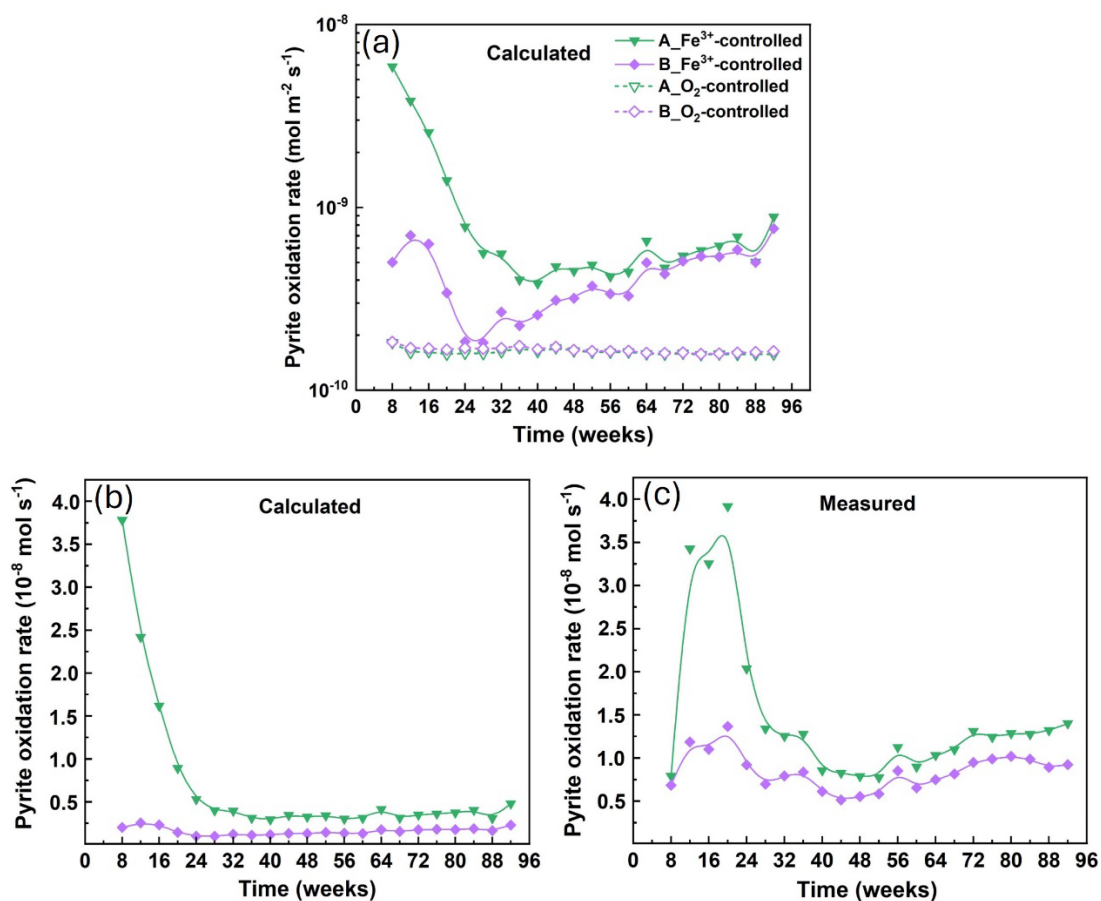 (a)
Calculated
A_Fe³⁺-controlled
B_Fe³⁺-controlled
A_O₂-controlled
B_O₂-controlled
Pyrite oxidation rate (mol m⁻² s⁻¹)
10⁻⁸
10⁻⁹
10⁻¹⁰
0 8 16 24 32 40 48 56 64 72 80 88 96
Time (weeks)
(b)
Calculated
Pyrite oxidation rate (10⁻⁸ mol s⁻¹)
4.0
3.5
3.0
2.5
2.0
1.5
1.0
0.5
0 8 16 24 32 40 48 56 64 72 80 88 96
Time (weeks)
(c)
Measured
Pyrite oxidation rate (10⁻⁸ mol s⁻¹)
4.0
3.5
3.0
2.5
2.0
1.5
1.0
0.5
0 8 16 24 32 40 48 56 64 72 80 88 96
Time (weeks)